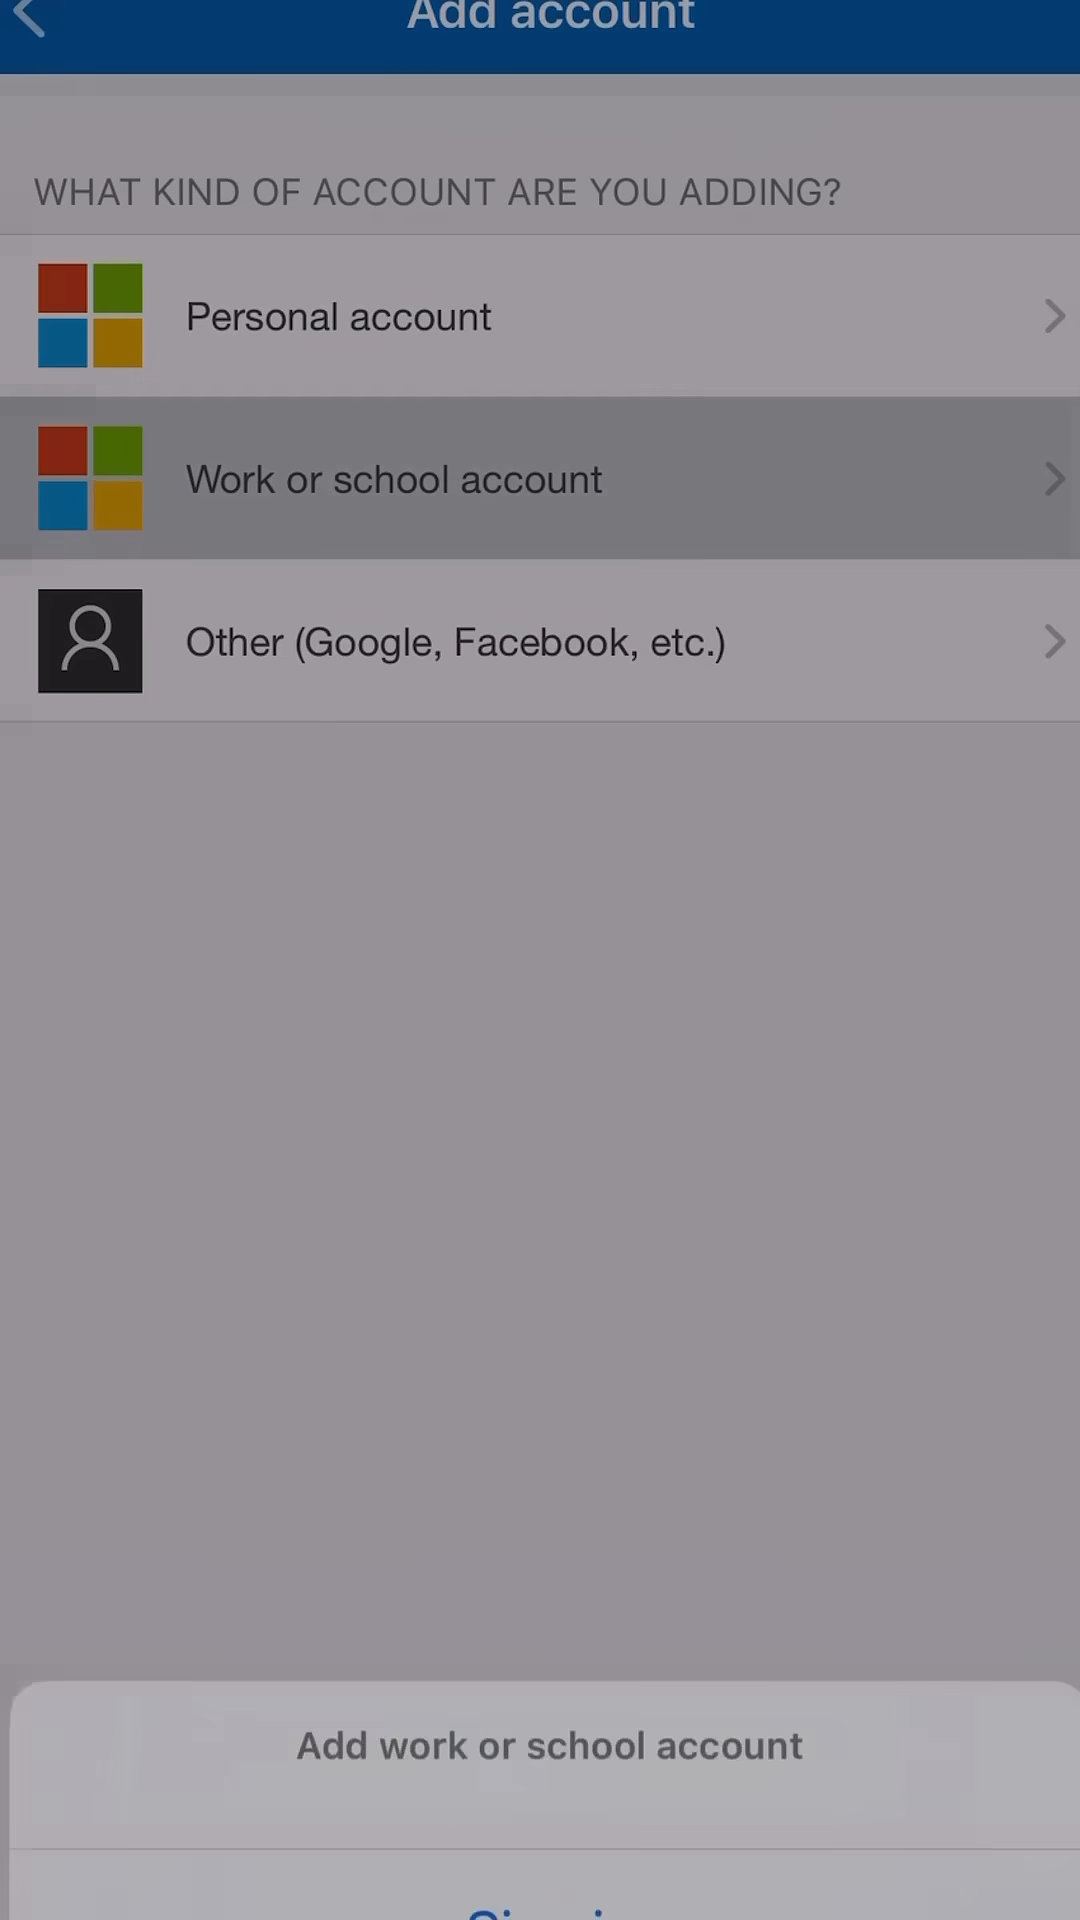 Add account
WHAT KIND OF ACCOUNT ARE YOU ADDING?
Personal account
Work or school account
Other (Google, Facebook, etc.)
Add work or school account